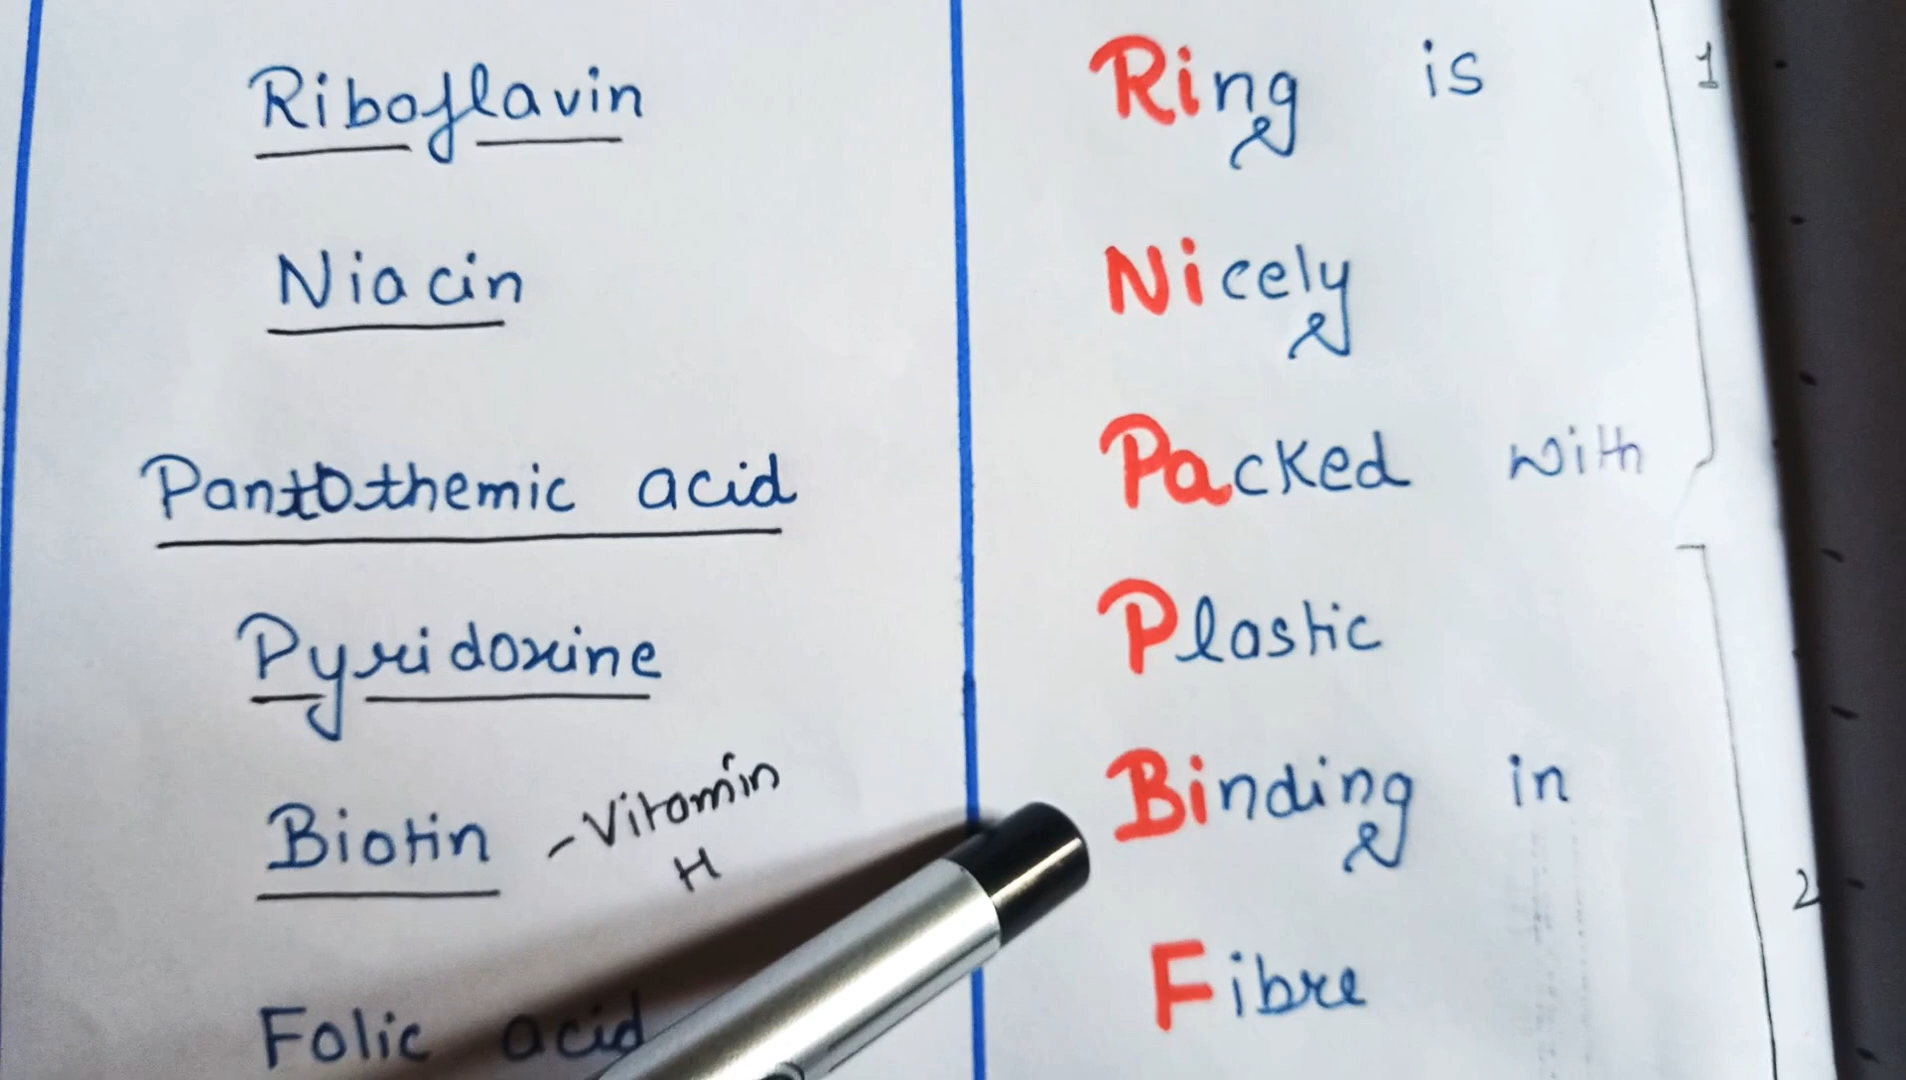 Riboflavin Ring is 1
Niacin Nicely
Pantothemic acid Packed with
Pyridoxine Plastic
Biotin - Vitamin H Binding in 2
Folic acid Fibre